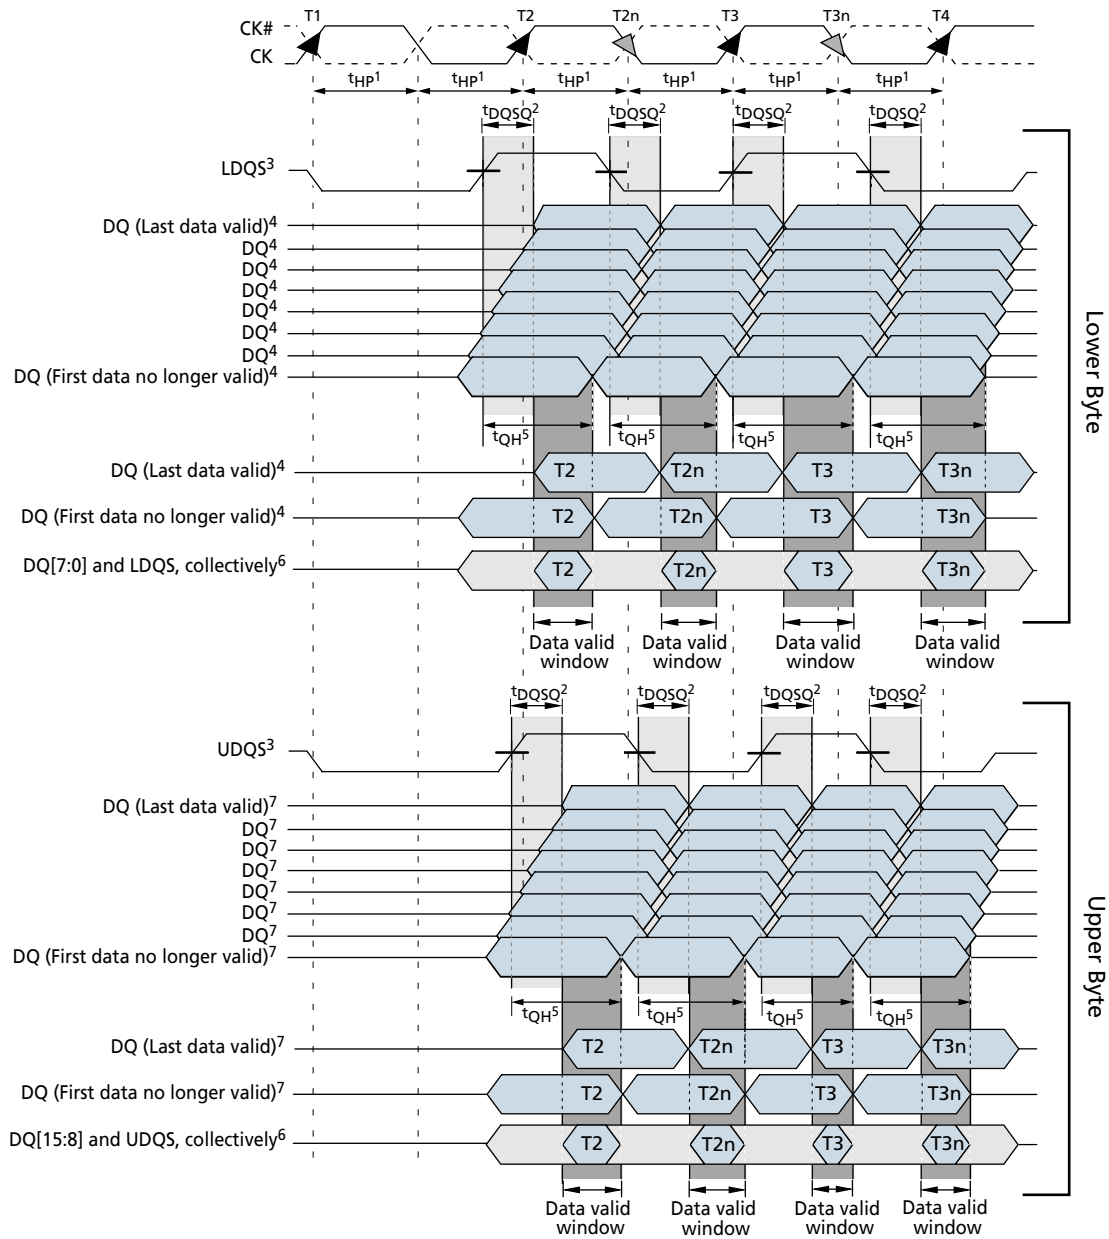 T1 T2 T2n T3 T3n T4
CK#
CK
tHP1 tHP1 tHP1 tHP1 tHP1 tHP1
tDQSQ2 tDQSQ2 tDQSQ2 tDQSQ2
LDQS3
DQ (Last data valid)4
DQ4
DQ4
DQ4
DQ4
DQ4
DQ4
DQ (First data no longer valid)4
tQH5 tQH5 tQH5 tQH5
DQ (Last data valid)4 T2 T2n T3 T3n
DQ (First data no longer valid)4 T2 T2n T3 T3n
DQ[7:0] and LDQS, collectively6 T2 T2n T3 T3n
Data valid window
Data valid window
Data valid window
Data valid window
Lower Byte
tDQSQ2 tDQSQ2 tDQSQ2 tDQSQ2
UDQS3
DQ (Last data valid)7
DQ7
DQ7
DQ7
DQ7
DQ7
DQ7
DQ (First data no longer valid)7
tQH5 tQH5 tQH5 tQH5
DQ (Last data valid)7 T2 T2n T3 T3n
DQ (First data no longer valid)7 T2 T2n T3 T3n
DQ[15:8] and UDQS, collectively6 T2 T2n T3 T3n
Data valid window
Data valid window
Data valid window
Data valid window
Upper Byte